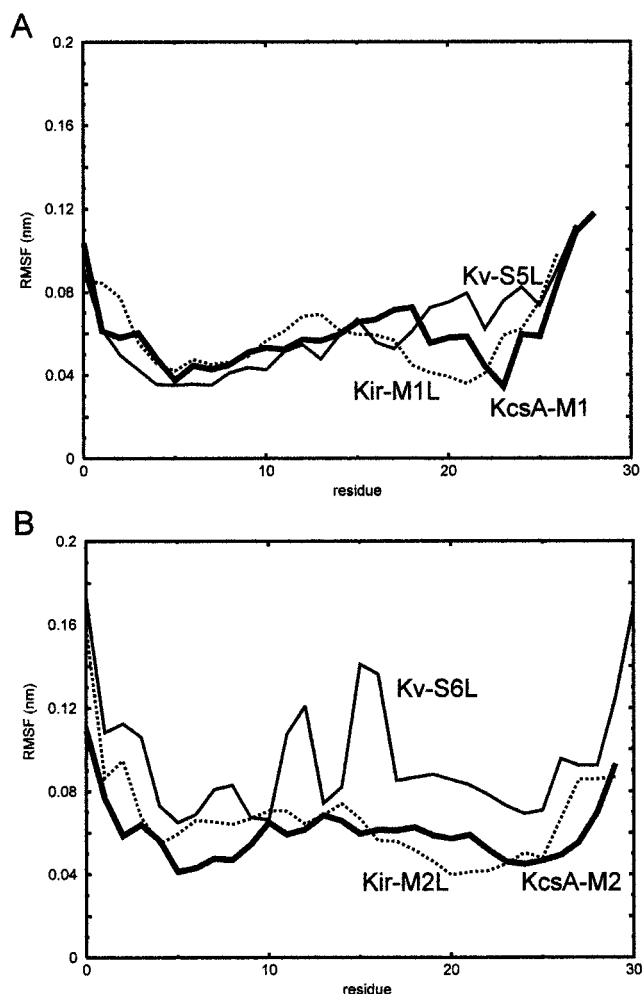 A
0.2
0.16
0.12
0.08
0.04
0
RMSF (nm)
Kv-S5L
Kir-M1L
KcsA-M1
0
10
20
30
residue
B
0.2
0.16
0.12
0.08
0.04
0
RMSF (nm)
Kv-S6L
Kir-M2L
KcsA-M2
0
10
20
30
residue